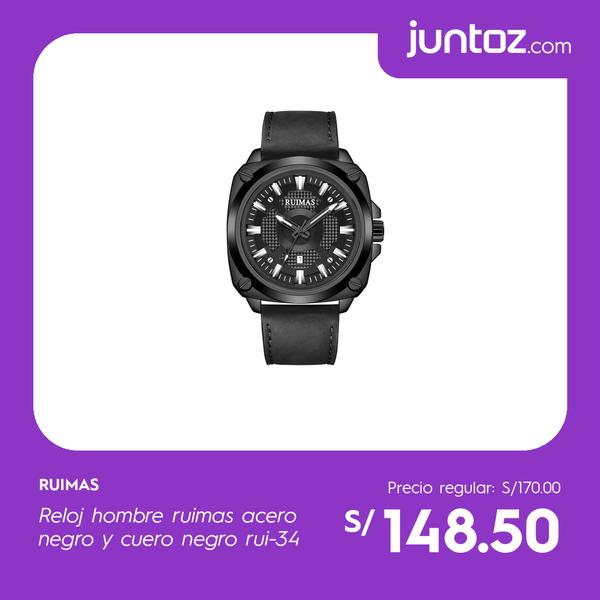 juntoz.com
RUIMAS
RUIMAS
Precio regular: S/170.00
Reloj hombre ruimas acero
negro y cuero negro rui-34
S/148.50